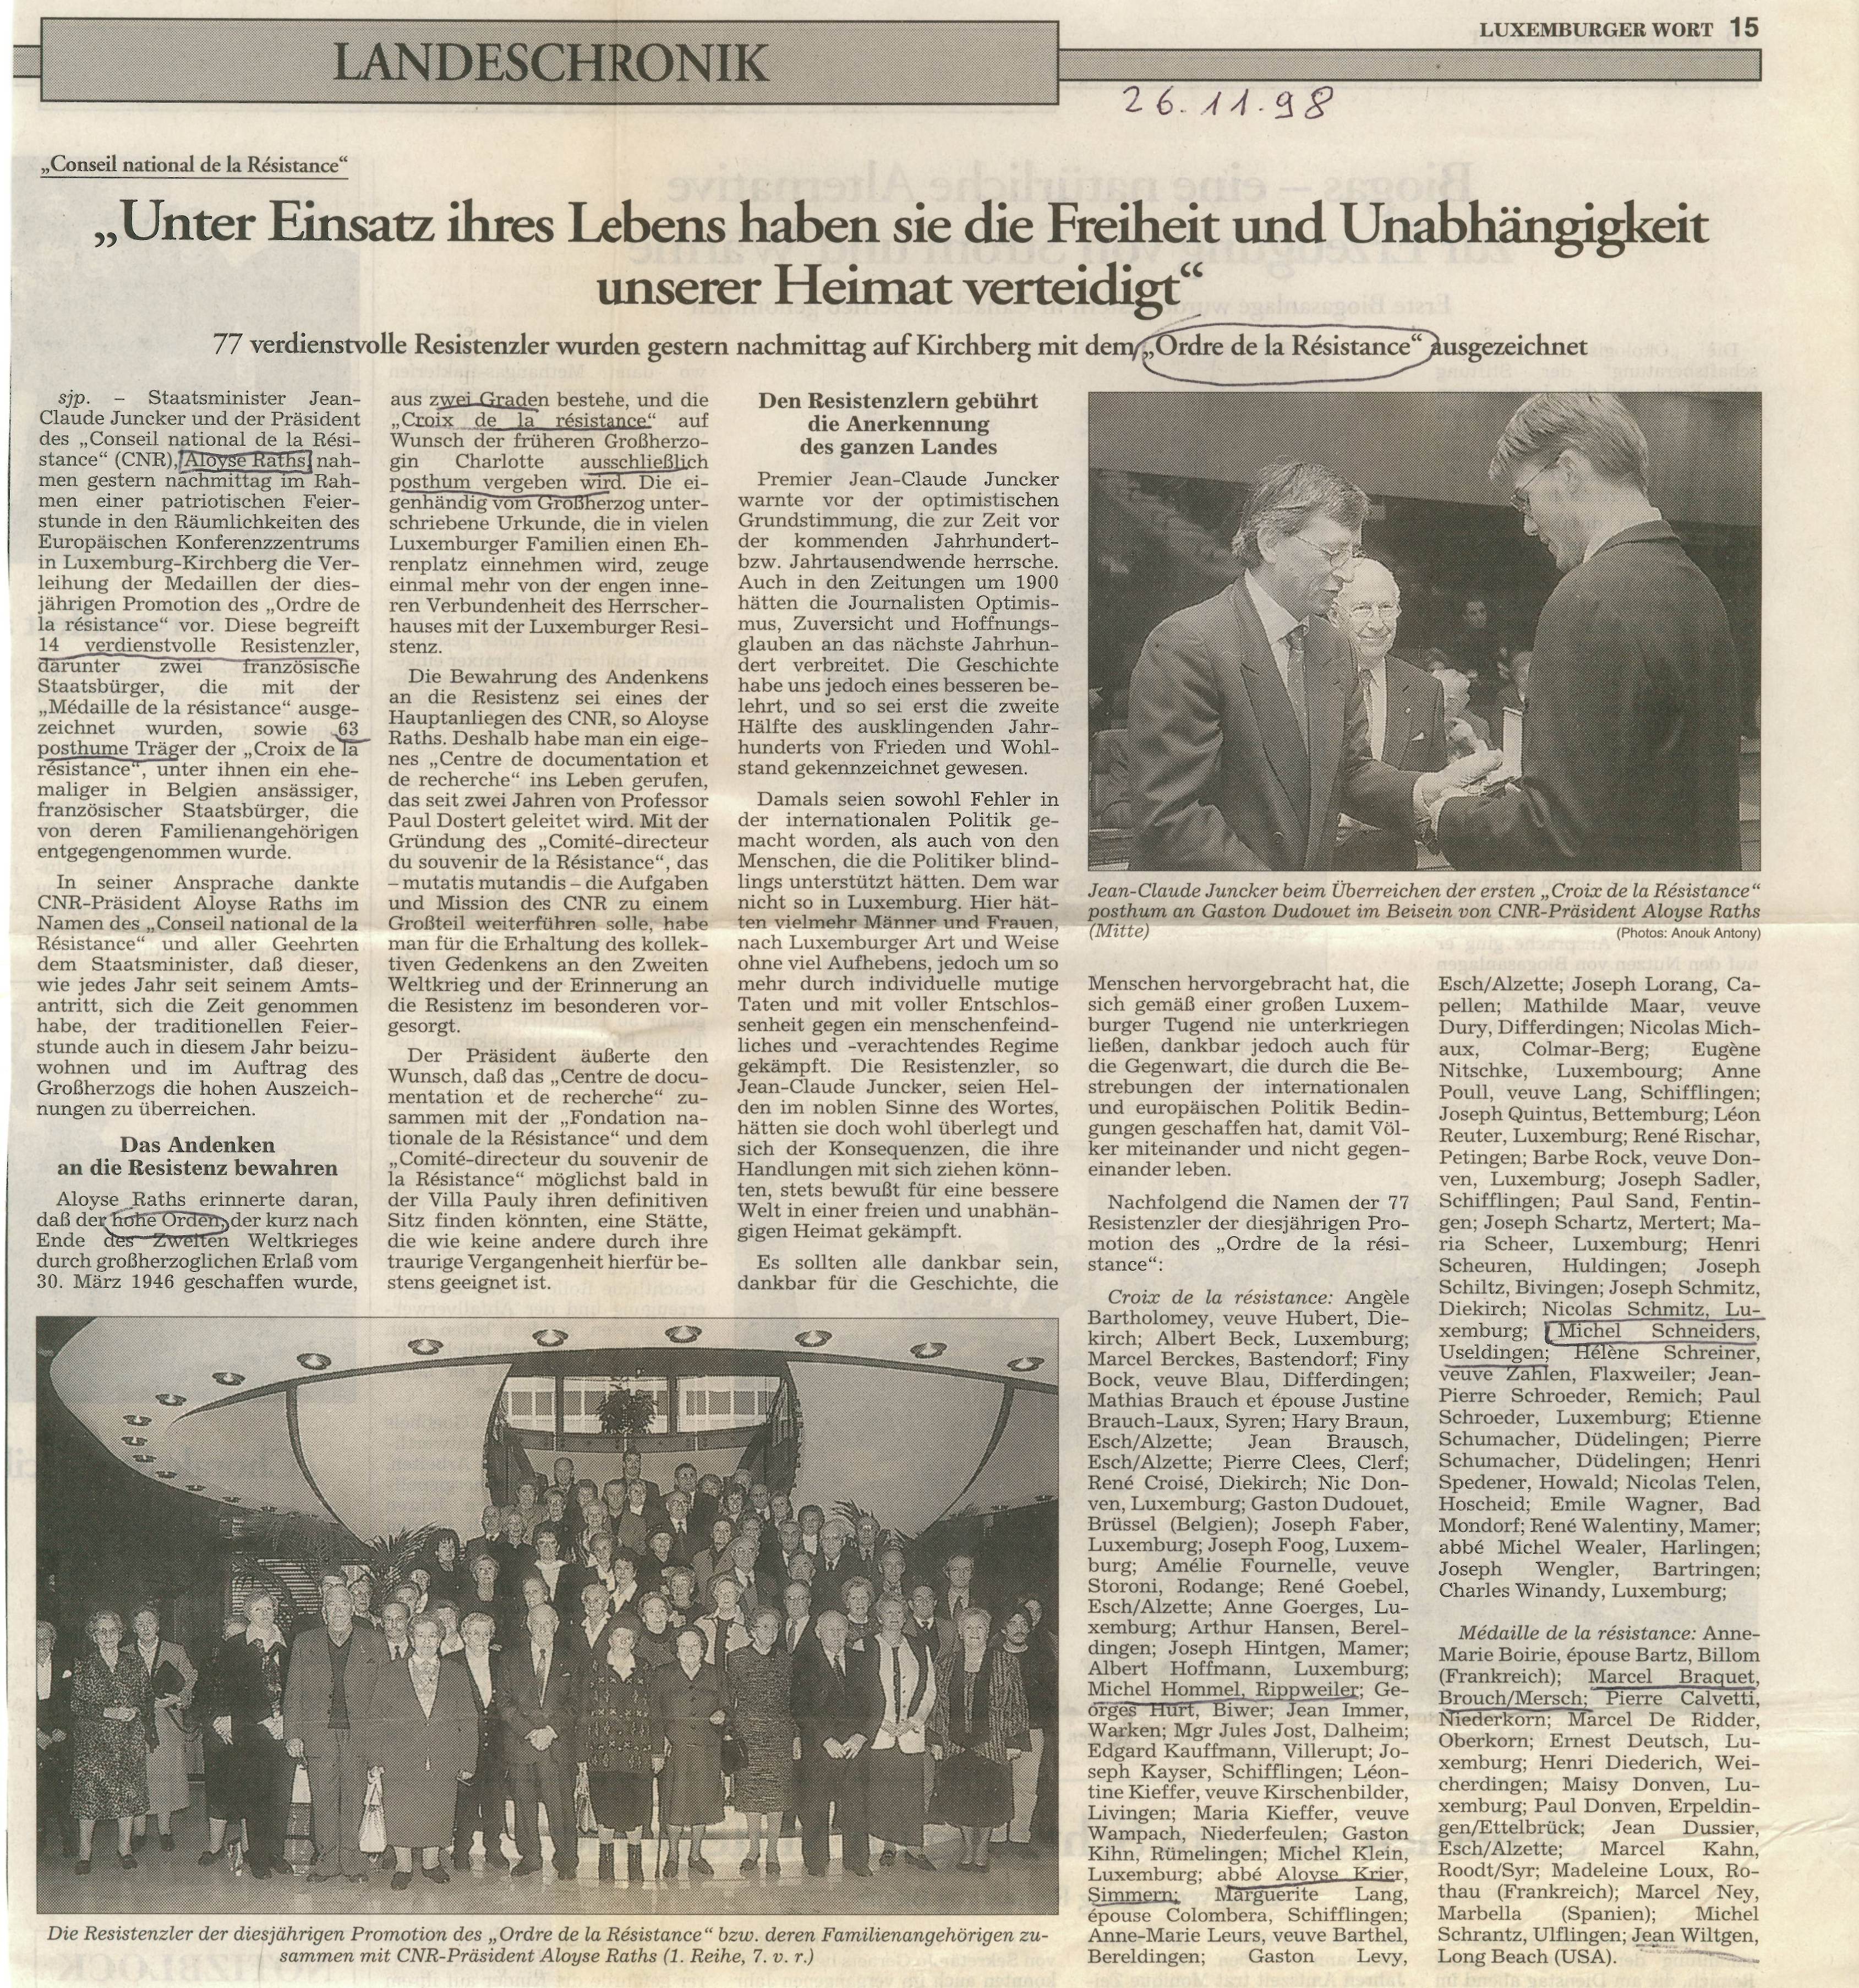 LANDESCHRONIK
LUXEMBURGER WORT 15
26.11.98
„Conseil national de la Résistance“
„Unter Einsatz ihres Lebens haben sie die Freiheit und Unabhängigkeit
unserer Heimat verteidigt“
77 verdienstvolle Resistenzler wurden gestern nachmittag auf Kirchberg mit dem „Ordre de la Résistance“ ausgezeichnet
sjp. – Staatsminister Jean-
Claude Juncker und der Präsident
des „Conseil national de la Rési-
stance“ (CNR), Aloyse Raths, nah-
men gestern nachmittag im Rah-
men einer patriotischen Feier-
stunde in den Räumlichkeiten des
Europäischen Konferenzzentrums
in Luxemburg-Kirchberg die Ver-
leihung der Medaillen der dies-
jährigen Promotion des „Ordre de
la résistance“ vor. Diese begreift
14 verdienstvolle Resistenzler,
darunter zwei französische
Staatsbürger, die mit der
„Médaille de la résistance“ ausge-
zeichnet wurden, sowie 63
posthume Träger der „Croix de la
résistance“, unter ihnen ein ehe-
maliger in Belgien ansässiger,
französischer Staatsbürger, die
von deren Familienangehörigen
entgegengenommen wurde.
In seiner Ansprache dankte
CNR-Präsident Aloyse Raths im
Namen des „Conseil national de la
Résistance“ und aller Geehrten
dem Staatsminister, daß dieser,
wie jedes Jahr seit seinem Amts-
antritt, sich die Zeit genommen
habe, der traditionellen Feier-
stunde auch in diesem Jahr beizu-
wohnen und im Auftrag des
Großherzogs die hohen Auszeich-
nungen zu überreichen.
Das Andenken
an die Resistenz bewahren
Aloyse Raths erinnerte daran,
daß der hohe Orden, der kurz nach
Ende des Zweiten Weltkrieges
durch großherzoglichen Erlaß vom
30. März 1946 geschaffen wurde,
aus zwei Graden bestehe, und die
„Croix de la résistance“ auf
Wunsch der früheren Großherzo-
gin Charlotte ausschließlich
posthum vergeben wird. Die ei-
genhändig vom Großherzog unter-
schriebene Urkunde, die in vielen
Luxemburger Familien einen Eh-
renplatz einnehmen wird, zeuge
einmal mehr von der engen inne-
ren Verbundenheit des Herrscher-
hauses mit der Luxemburger Resi-
stenz.
Die Bewahrung des Andenkens
an die Resistenz sei eines der
Hauptanliegen des CNR, so Aloyse
Raths. Deshalb habe man ein eige-
nes „Centre de documentation et
de recherche“ ins Leben gerufen,
das seit zwei Jahren von Professor
Paul Dostert geleitet wird. Mit der
Gründung des „Comité-directeur
du souvenir de la Résistance“, das
– mutatis mutandis – die Aufgaben
und Mission des CNR zu einem
Großteil weiterführen solle, habe
man für die Erhaltung des kollek-
tiven Gedenkens an den Zweiten
Weltkrieg und der Erinnerung an
die Resistenz im besonderen vor-
gesorgt.
Der Präsident äußerte den
Wunsch, daß das „Centre de docu-
mentation et de recherche“ zu-
sammen mit der „Fondation na-
tionale de la Résistance“ und dem
„Comité-directeur du souvenir de
la Résistance“ möglichst bald in
der Villa Pauly ihren definitiven
Sitz finden könnten, eine Stätte,
die wie keine andere durch ihre
traurige Vergangenheit hierfür be-
stens geeignet ist.
Den Resistenzlern gebührt
die Anerkennung
des ganzen Landes
Premier Jean-Claude Juncker
warnte vor der optimistischen
Grundstimmung, die zur Zeit vor
der kommenden Jahrhundert-
bzw. Jahrtausendwende herrsche.
Auch in den Zeitungen um 1900
hätten die Journalisten Optimis-
mus, Zuversicht und Hoffnungs-
glauben an das nächste Jahrhun-
dert verbreitet. Die Geschichte
habe uns jedoch eines besseren be-
lehrt, und so sei erst die zweite
Hälfte des ausklingenden Jahr-
hunderts von Frieden und Wohl-
stand gekennzeichnet gewesen.
Damals seien sowohl Fehler in
der internationalen Politik ge-
macht worden, als auch von den
Menschen, die die Politiker blind-
lings unterstützt hätten. Dem war
nicht so in Luxemburg. Hier hät-
ten vielmehr Männer und Frauen,
nach Luxemburger Art und Weise
ohne viel Aufhebens, jedoch um so
mehr durch individuelle mutige
Taten und mit voller Entschlos-
senheit gegen ein menschenfeind-
liches und -verachtendes Regime
gekämpft. Die Resistenzler, so
Jean-Claude Juncker, seien Hel-
den im noblen Sinne des Wortes,
hätten sie doch wohl überlegt und
sich der Konsequenzen, die ihre
Handlungen mit sich ziehen könn-
ten, stets bewußt für eine bessere
Welt in einer freien und unabhän-
gigen Heimat gekämpft.
Es sollten alle dankbar sein,
dankbar für die Geschichte, die
Jean-Claude Juncker beim Überreichen der ersten „Croix de la Résistance“
posthum an Gaston Dudouet im Beisein von CNR-Präsident Aloyse Raths
(Mitte) (Photos: Anouk Antony)
Menschen hervorgebracht hat, die
sich gemäß einer großen Luxem-
burger Tugend nie unterkriegen
ließen, dankbar jedoch auch für
die Gegenwart, die durch die Be-
strebungen der internationalen
und europäischen Politik Bedin-
gungen geschaffen hat, damit Völ-
ker miteinander und nicht gegen-
einander leben.
Nachfolgend die Namen der 77
Resistenzler der diesjährigen Pro-
motion des „Ordre de la rési-
stance“:
Croix de la résistance: Angèle
Bartholomey, veuve Hubert, Die-
kirch; Albert Beck, Luxemburg;
Marcel Berckes, Bastendorf; Finy
Bock, veuve Blau, Differdingen;
Mathias Brauch et épouse Justine
Brauch-Laux, Syren; Hary Braun,
Esch/Alzette; Jean Brausch,
Esch/Alzette; Pierre Clees, Clerf;
René Croisé, Diekirch; Nic Don-
ven, Luxemburg; Gaston Dudouet,
Brüssel (Belgien); Joseph Faber,
Luxemburg; Joseph Foog, Luxem-
burg; Amélie Fournelle, veuve
Storoni, Rodange; René Goebel,
Esch/Alzette; Anne Goerges, Lu-
xemburg; Arthur Hansen, Berel-
dingen; Joseph Hintgen, Mamer;
Albert Hoffmann, Luxemburg;
Michel Hommel, Rippweiler; Ge-
orges Hurt, Biwer; Jean Immer,
Warken; Mgr Jules Jost, Dalheim;
Edgard Kauffmann, Villerupt; Jo-
seph Kayser, Schifflingen; Léon-
tine Kieffer, veuve Kirschenbilder,
Livingen; Maria Kieffer, veuve
Wampach, Niederfeulen; Gaston
Kihn, Rümelingen; Michel Klein,
Luxemburg; abbé Aloyse Krier,
Simmern; Marguerite Lang,
épouse Colombera, Schifflingen;
Anne-Marie Leurs, veuve Barthel,
Bereldingen; Gaston Levy,
Esch/Alzette; Joseph Lorang, Ca-
pellen; Mathilde Maar, veuve
Dury, Differdingen; Nicolas Mich-
aux, Colmar-Berg; Eugène
Nitschke, Luxembourg; Anne
Poull, veuve Lang, Schifflingen;
Joseph Quintus, Bettemburg; Léon
Reuter, Luxemburg; René Rischar,
Petingen; Barbe Rock, veuve Don-
ven, Luxemburg; Joseph Sadler,
Schifflingen; Paul Sand, Fentin-
gen; Joseph Schartz, Mertert; Ma-
ria Scheer, Luxemburg; Henri
Scheuren, Huldingen; Joseph
Schiltz, Bivingen; Joseph Schmitz,
Diekirch; Nicolas Schmitz, Lu-
xemburg; Michel Schneiders,
Useldingen; Hélène Schreiner,
veuve Zahlen, Flaxweiler; Jean-
Pierre Schroeder, Remich; Paul
Schroeder, Luxemburg; Etienne
Schumacher, Düdelingen; Pierre
Schumacher, Düdelingen; Henri
Spedener, Howald; Nicolas Telen,
Hoscheid; Emile Wagner, Bad
Mondorf; René Walentiny, Mamer;
abbé Michel Wealer, Harlingen;
Joseph Wengler, Bartringen;
Charles Winandy, Luxemburg;
Médaille de la résistance: Anne-
Marie Boirie, épouse Bartz, Billom
(Frankreich); Marcel Braquet,
Brouch/Mersch; Pierre Calvetti,
Niederkorn; Marcel De Ridder,
Oberkorn; Ernest Deutsch, Lu-
xemburg; Henri Diederich, Wei-
cherdingen; Maisy Donven, Lu-
xemburg; Paul Donven, Erpeldin-
gen/Ettelbrück; Jean Dussier,
Esch/Alzette; Marcel Kahn,
Roodt/Syr; Madeleine Loux, Ro-
thau (Frankreich); Marcel Ney,
Marbella (Spanien); Michel
Schrantz, Ulflingen; Jean Wiltgen,
Long Beach (USA).
Die Resistenzler der diesjährigen Promotion des „Ordre de la Résistance“ bzw. deren Familienangehörigen zu-
sammen mit CNR-Präsident Aloyse Raths (1. Reihe, 7. v. r.)